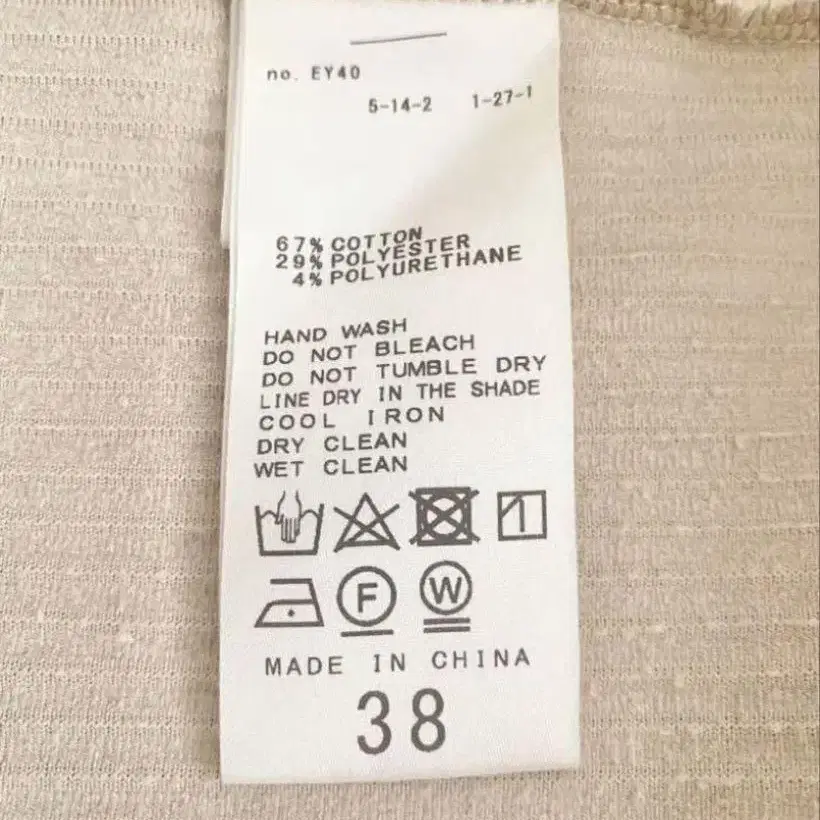 no. EY40
5-14-2 1-27-1
67% COTTON
29% POLYESTER
4% POLYURETHANE
HAND WASH
DO NOT BLEACH
DO NOT TUMBLE DRY
LINE DRY IN THE SHADE
COOL IRON
DRY CLEAN
WET CLEAN
F W
MADE IN CHINA
38